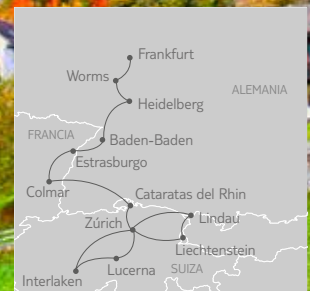 Frankfurt
Worms
ALEMANIA
Heidelberg
FRANCIA
Baden-Baden
Estrasburgo
Colmar
Cataratas del Rhin
Zúrich
Lindau
Liechtenstein
Lucerna
SUIZA
Interlaken